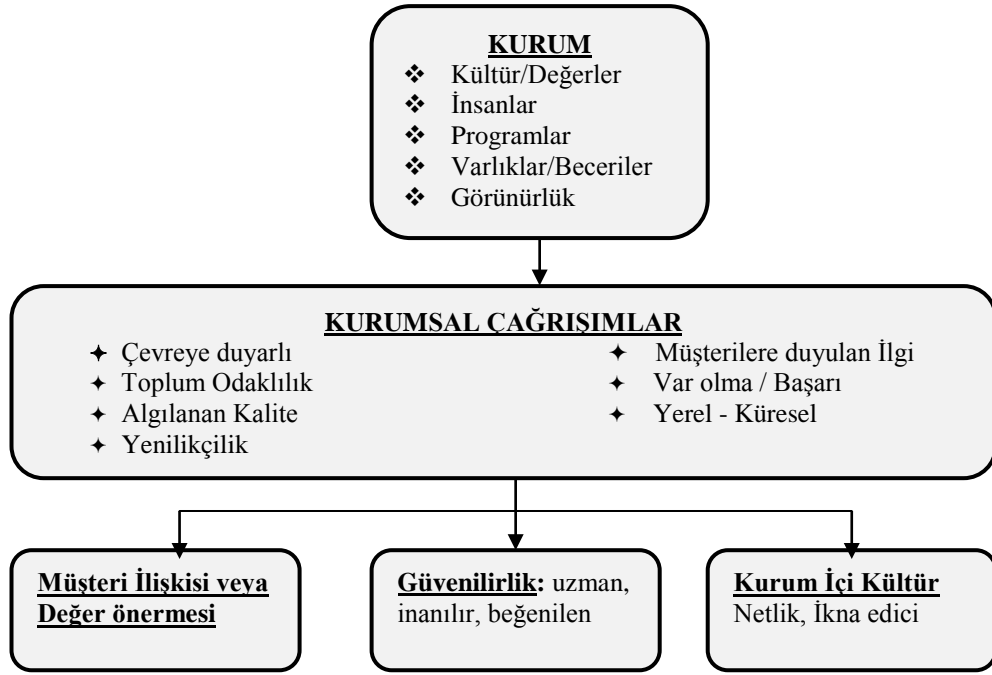 KURUM
❖ Kültür/Değerler
❖ İnsanlar
❖ Programlar
❖ Varlıklar/Beceriler
❖ Görünürlük
KURUMSAL ÇAĞRIŞIMLAR
✦ Çevreye duyarlı
✦ Toplum Odaklılık
✦ Algılanan Kalite
✦ Yenilikçilik
✦ Müşterilere duyulan İlgi
✦ Var olma / Başarı
✦ Yerel - Küresel
Müşteri İlişkisi veya
Değer önermesi
Güvenilirlik: uzman,
inanılır, beğenilen
Kurum İçi Kültür
Netlik, İkna edici